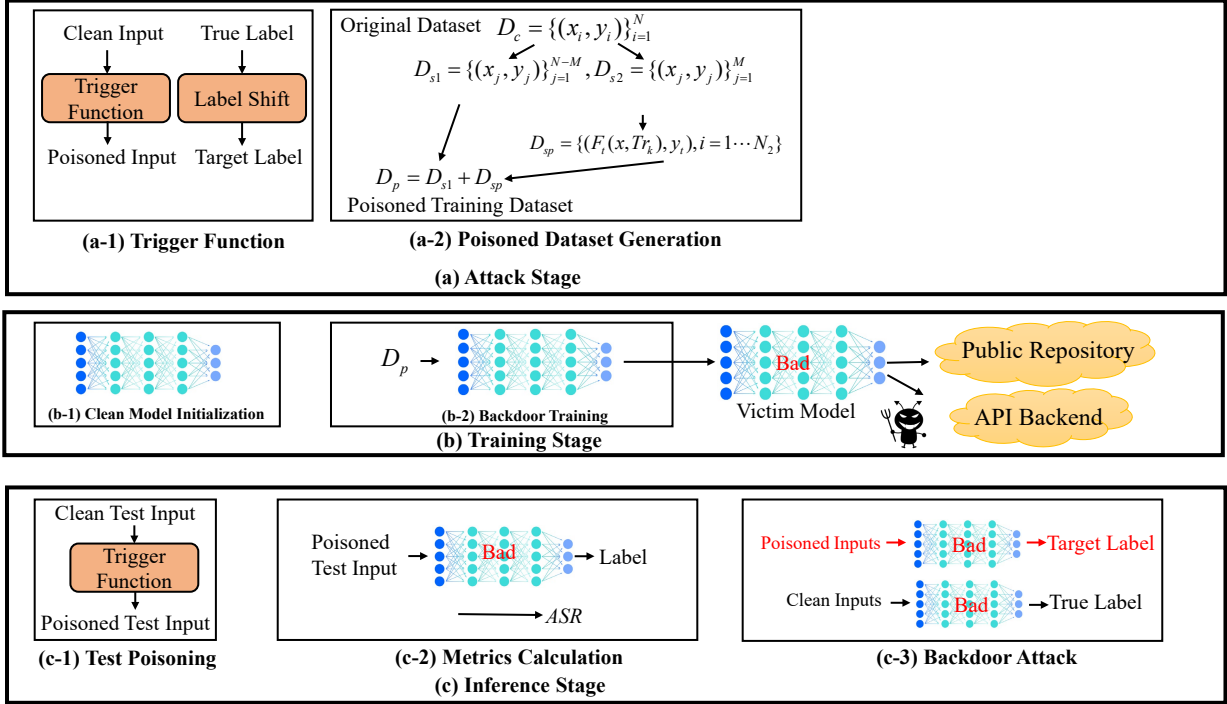 Clean Input
True Label
Trigger
Function
Label Shift
Poisoned Input
Target Label
(a-1) Trigger Function
Original Dataset
D_c = {(x_i, y_i)}_{i=1}^{N}
D_{s1} = {(x_j, y_j)}_{j=1}^{N-M}, D_{s2} = {(x_j, y_j)}_{j=1}^{M}
D_{sp} = {(F_t(x, Tr_k), y_t), i = 1⋯N_2}
D_p = D_{s1} + D_{sp}
Poisoned Training Dataset
(a-2) Poisoned Dataset Generation
(a) Attack Stage
(b-1) Clean Model Initialization
D_p
(b-2) Backdoor Training
(b) Training Stage
Bad
Victim Model
Public Repository
API Backend
Clean Test Input
Trigger
Function
Poisoned Test Input
(c-1) Test Poisoning
Poisoned
Test Input
Bad
Label
ASR
(c-2) Metrics Calculation
(c) Inference Stage
Poisoned Inputs
Bad
Target Label
Clean Inputs
Bad
True Label
(c-3) Backdoor Attack